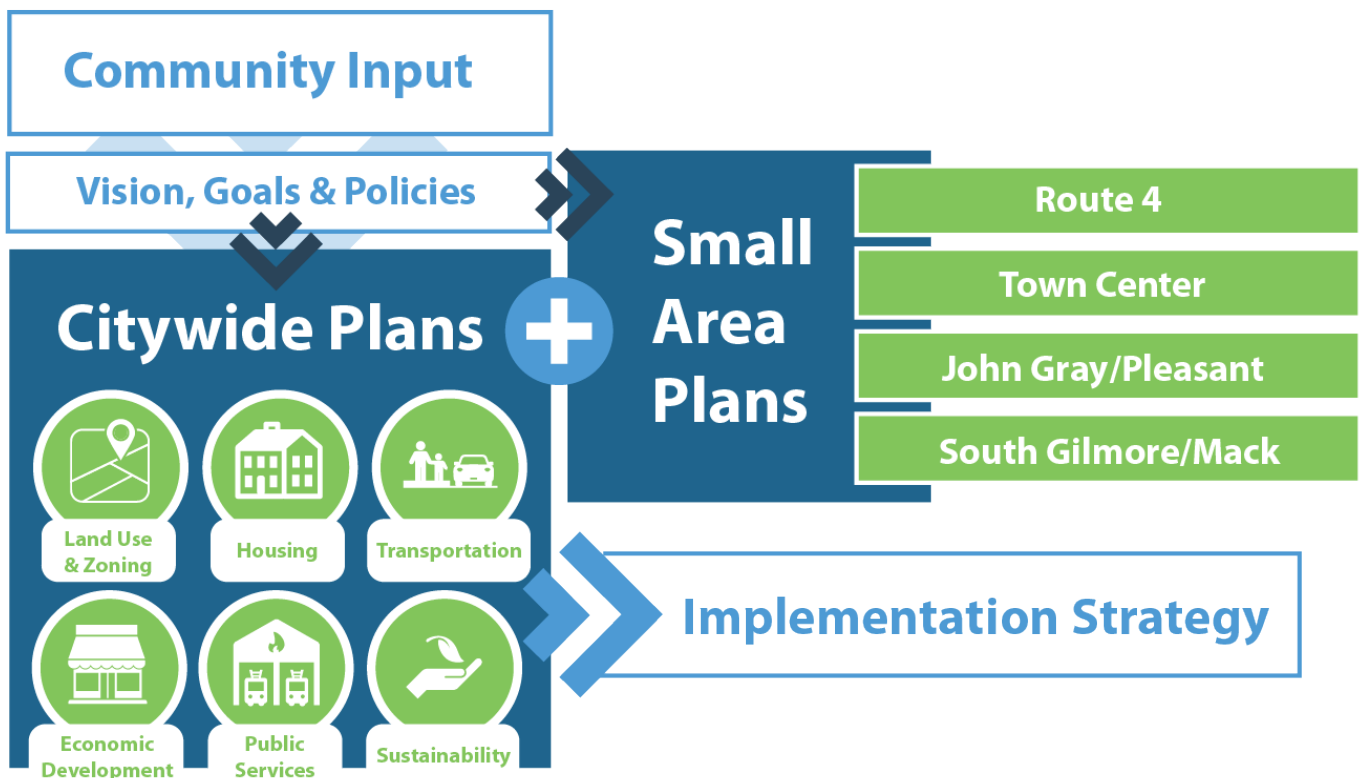 Community Input
Vision, Goals & Policies
Citywide Plans
Land Use
& Zoning
Housing
Transportation
Economic
Development
Public
Services
Sustainability
Small
Area
Plans
Route 4
Town Center
John Gray/Pleasant
South Gilmore/Mack
Implementation Strategy